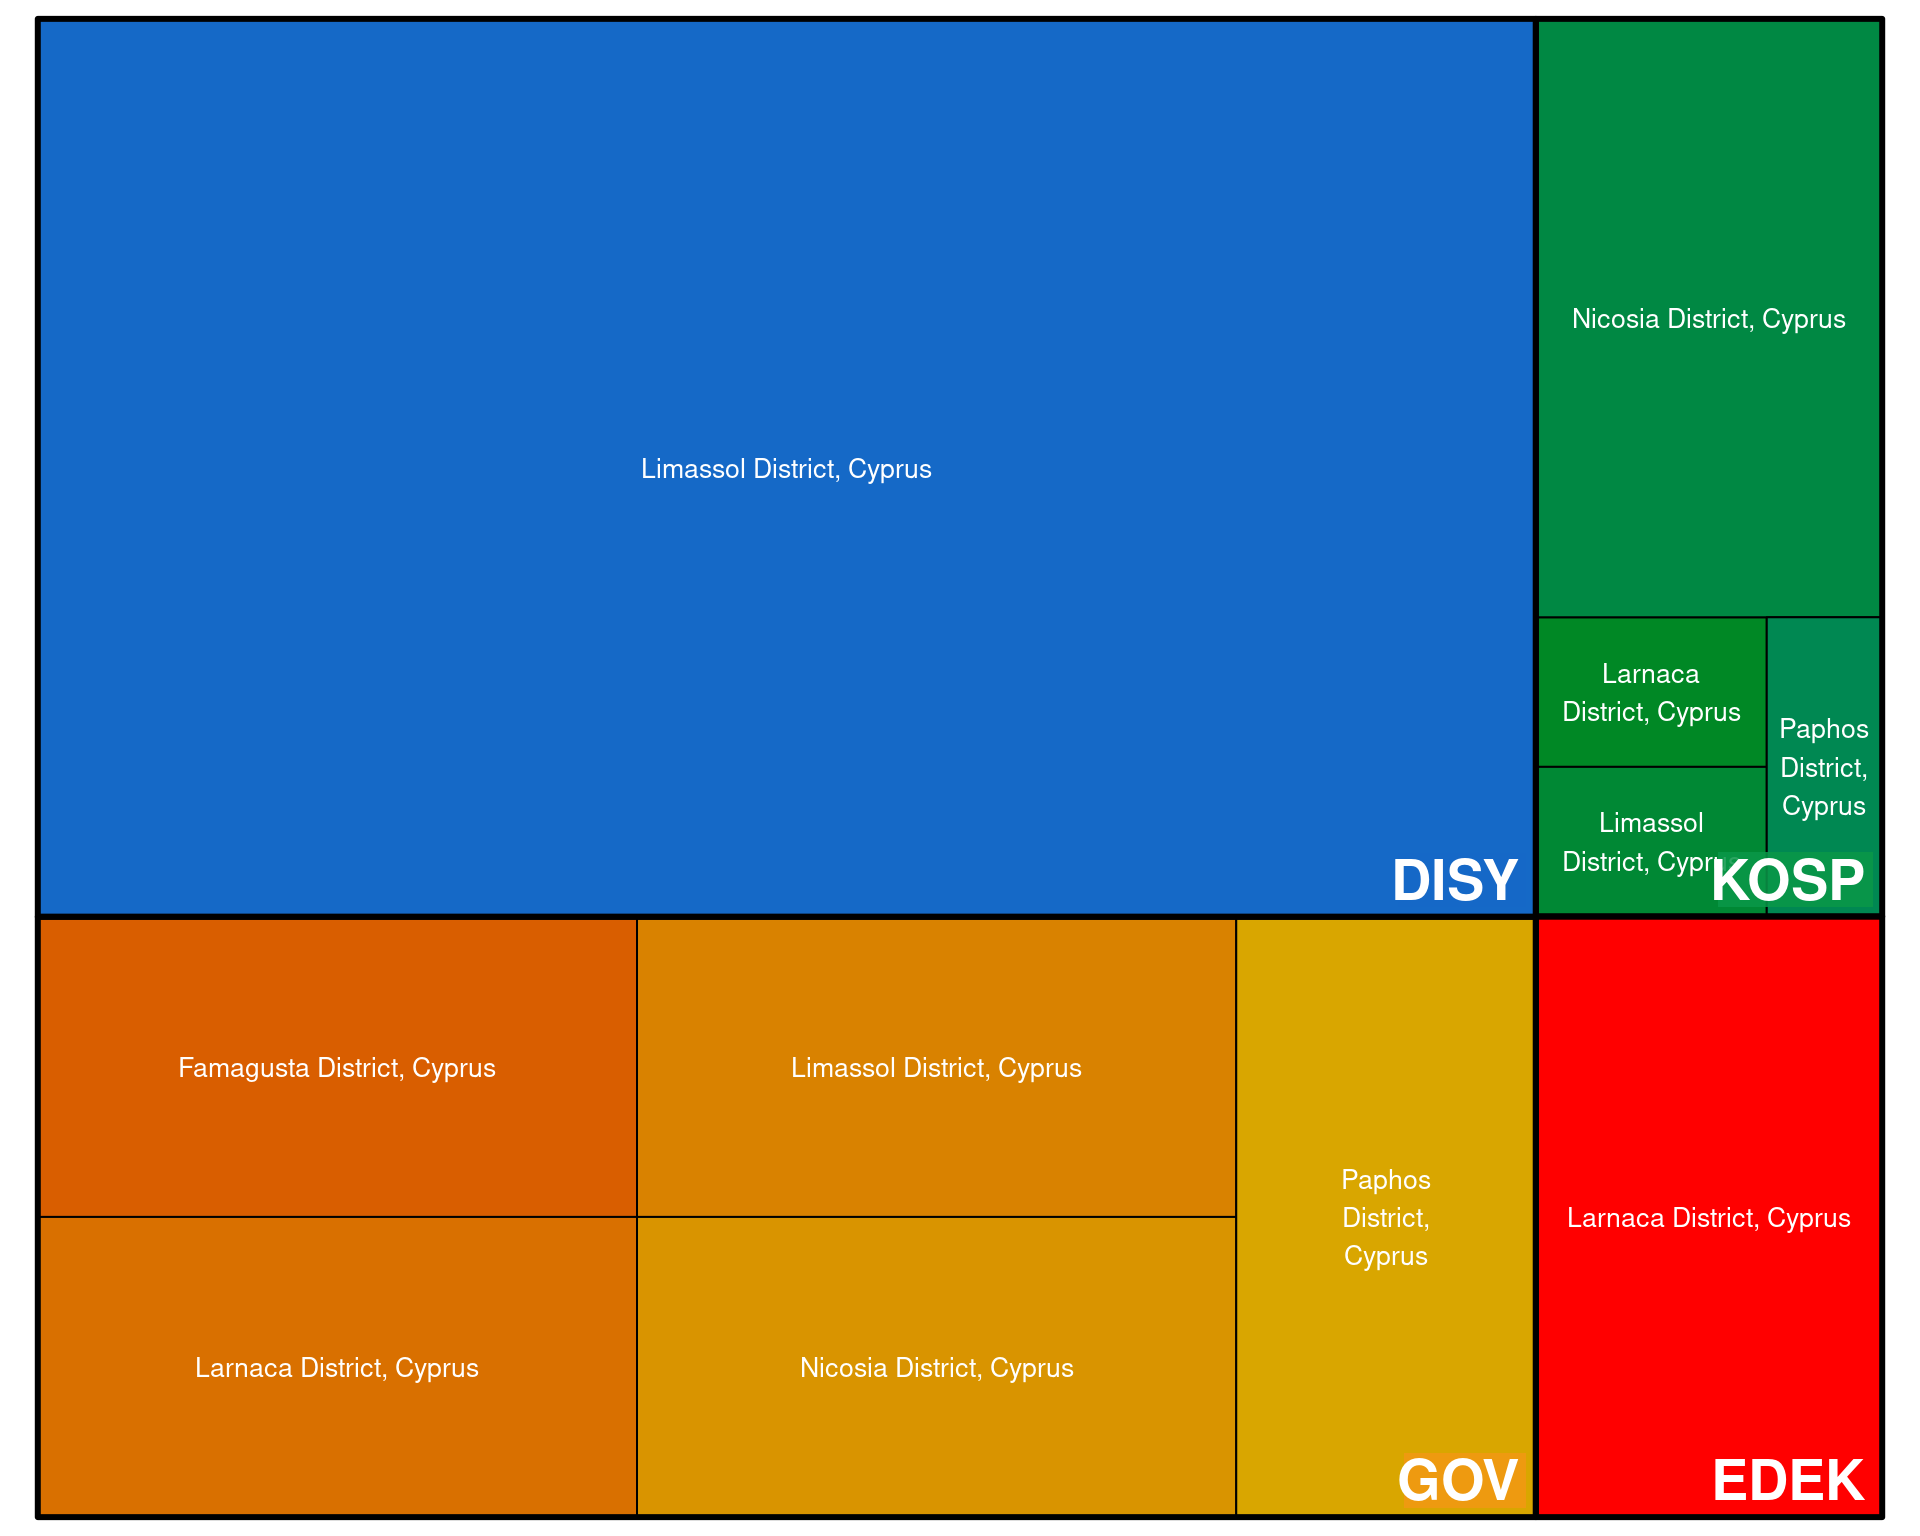 Limassol District, Cyprus
DISY
Nicosia District, Cyprus
Larnaca
District, Cyprus
Limassol
District, Cyprus
Paphos
District,
Cyprus
KOSP
Famagusta District, Cyprus
Limassol District, Cyprus
Larnaca District, Cyprus
Nicosia District, Cyprus
Paphos
District,
Cyprus
GOV
Larnaca District, Cyprus
EDEK